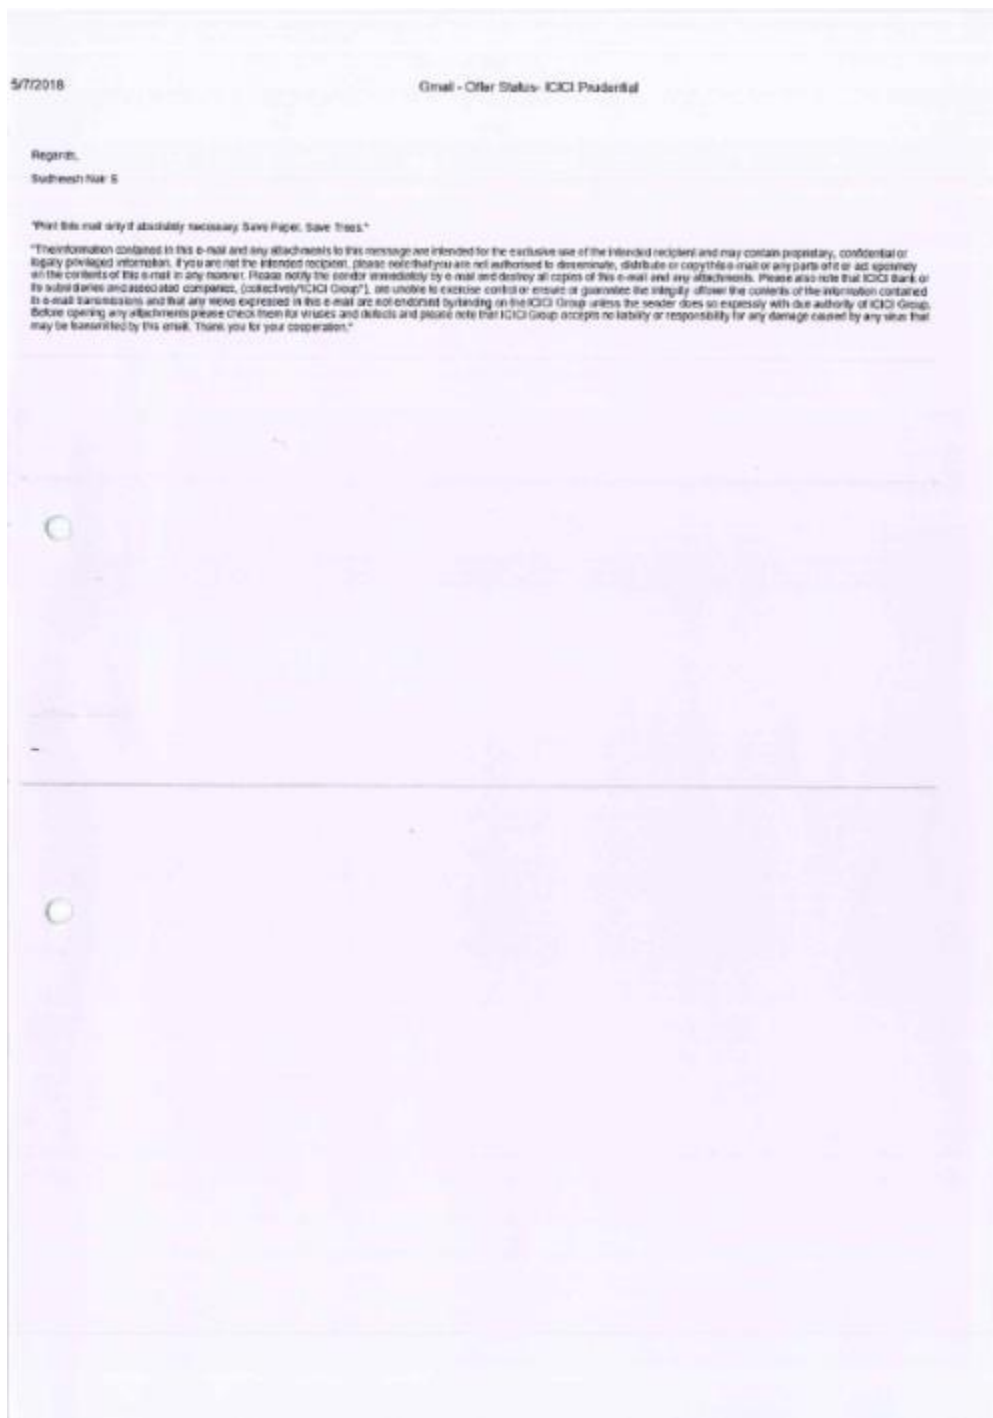 5/7/2018 Gmail - Offer Status- ICICI Prudential
Regards,
Sudheesh Nair S
"Print this mail only if absolutely necessary. Save Paper. Save Trees."
"The information contained in this e-mail and any attachments to this message are intended for the exclusive use of the intended recipient and may contain proprietary, confidential or
legally privileged information. If you are not the intended recipient, please note that you are not authorised to disseminate, distribute or copy this e-mail or any parts of it or act
on the contents of this e-mail in any manner. Please notify the sender immediately by e-mail and destroy all copies of this e-mail and any attachments. Please also note that ICICI Bank or
its subsidiaries and associated companies, (collectively "ICICI Group"), are unable to exercise control or ensure or guarantee the integrity of/over the contents of the information contained
in e-mail transmissions and that any views expressed in this e-mail are not endorsed by/binding on the ICICI Group unless the sender does so expressly with due authority of ICICI Group.
Before opening any attachments please check them for viruses and defects and please note that ICICI Group accepts no liability or responsibility for any damage caused by any virus that
may be transmitted by this email. Thank you for your cooperation."